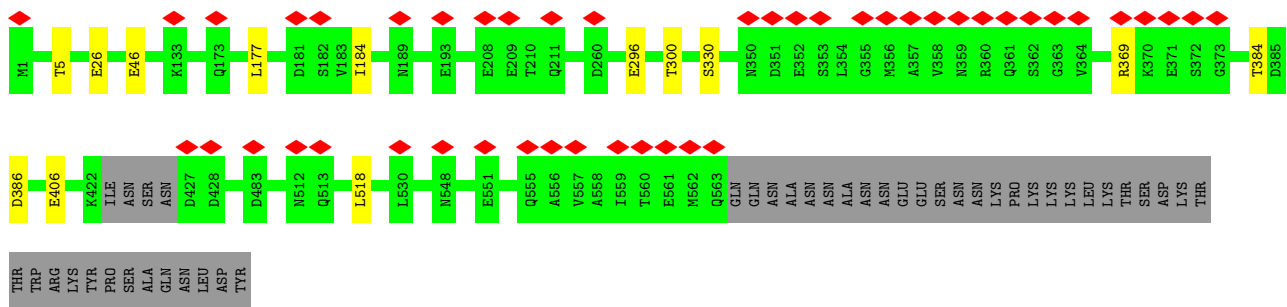 M1 T5 E26 E46 K133 Q173 L177 D181 S182 V183 I184 N189 E193 E208 E209 T210 Q211 D260 E296 T300 S330 N350 D351 E352 S353 L354 G355 M356 A357 V358 N359 R360 Q361 S362 G363 V364 R369 K370 E371 S372 G373 T384 D385
D386 E406 K422 ILE ASN SER ASN D427 D428 D483 N512 Q513 L518 L530 N548 E551 Q555 A556 V557 A558 I559 T560 E561 M562 Q563 GLN GLN ASN ALA ASN ASN ALA ASN ASN GLU GLU SER ASN ASN LYS PRO LYS LYS LYS LEU LYS THR SER ASP LYS THR
THR TRP ARG LYS TYR PRO SER ALA GLN ASN LEU ASP TYR